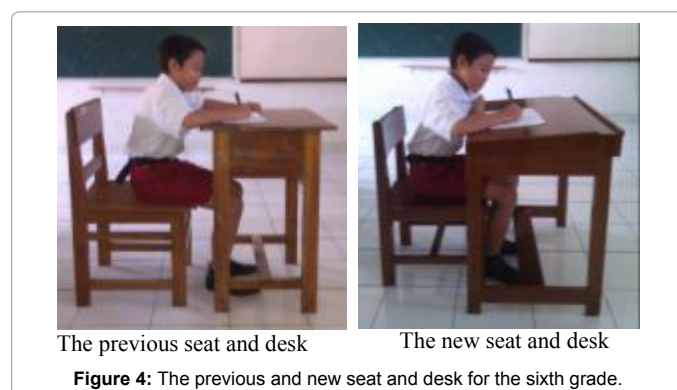 The previous seat and desk
The new seat and desk
Figure 4: The previous and new seat and desk for the sixth grade.